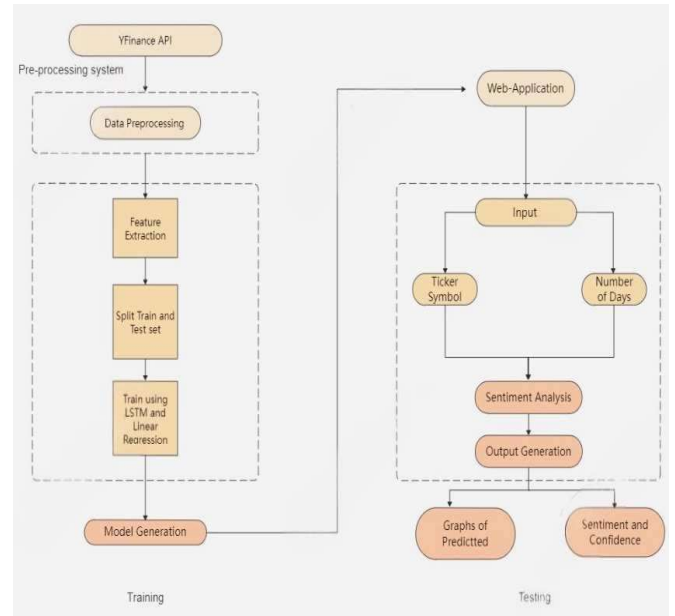 YFinance API
Pre-processing system
Data Preprocessing
Feature
Extraction
Split Train and
Test set
Train using
LSTM and
Linear
Regression
Model Generation
Training
Web-Application
Input
Ticker
Symbol
Number
of Days
Sentiment Analysis
Output Generation
Graphs of
Predictted
Sentiment and
Confidence
Testing